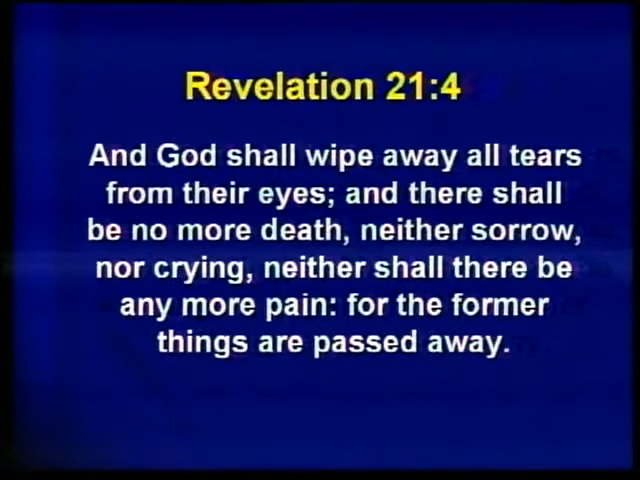 Revelation 21:4
And God shall wipe away all tears
from their eyes; and there shall
be no more death, neither sorrow,
nor crying, neither shall there be
any more pain: for the former
things are passed away.